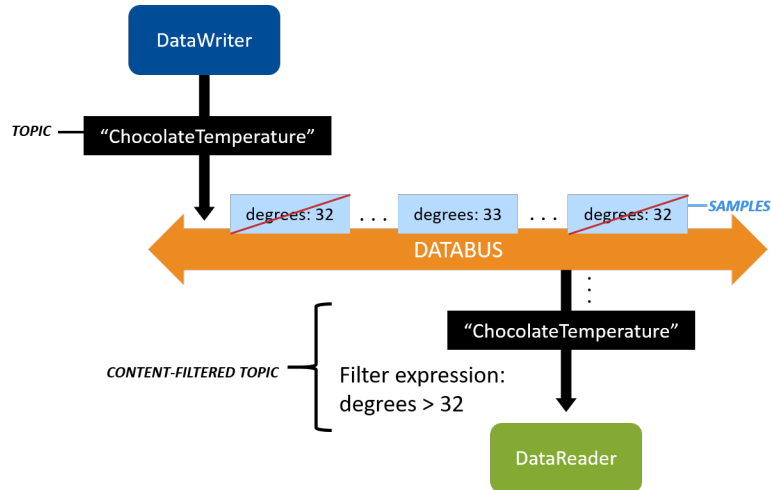 DataWriter
TOPIC
“ChocolateTemperature”
degrees: 32
. . .
degrees: 33
. . .
degrees: 32
SAMPLES
DATABUS
“ChocolateTemperature”
CONTENT-FILTERED TOPIC
Filter expression:
degrees > 32
DataReader